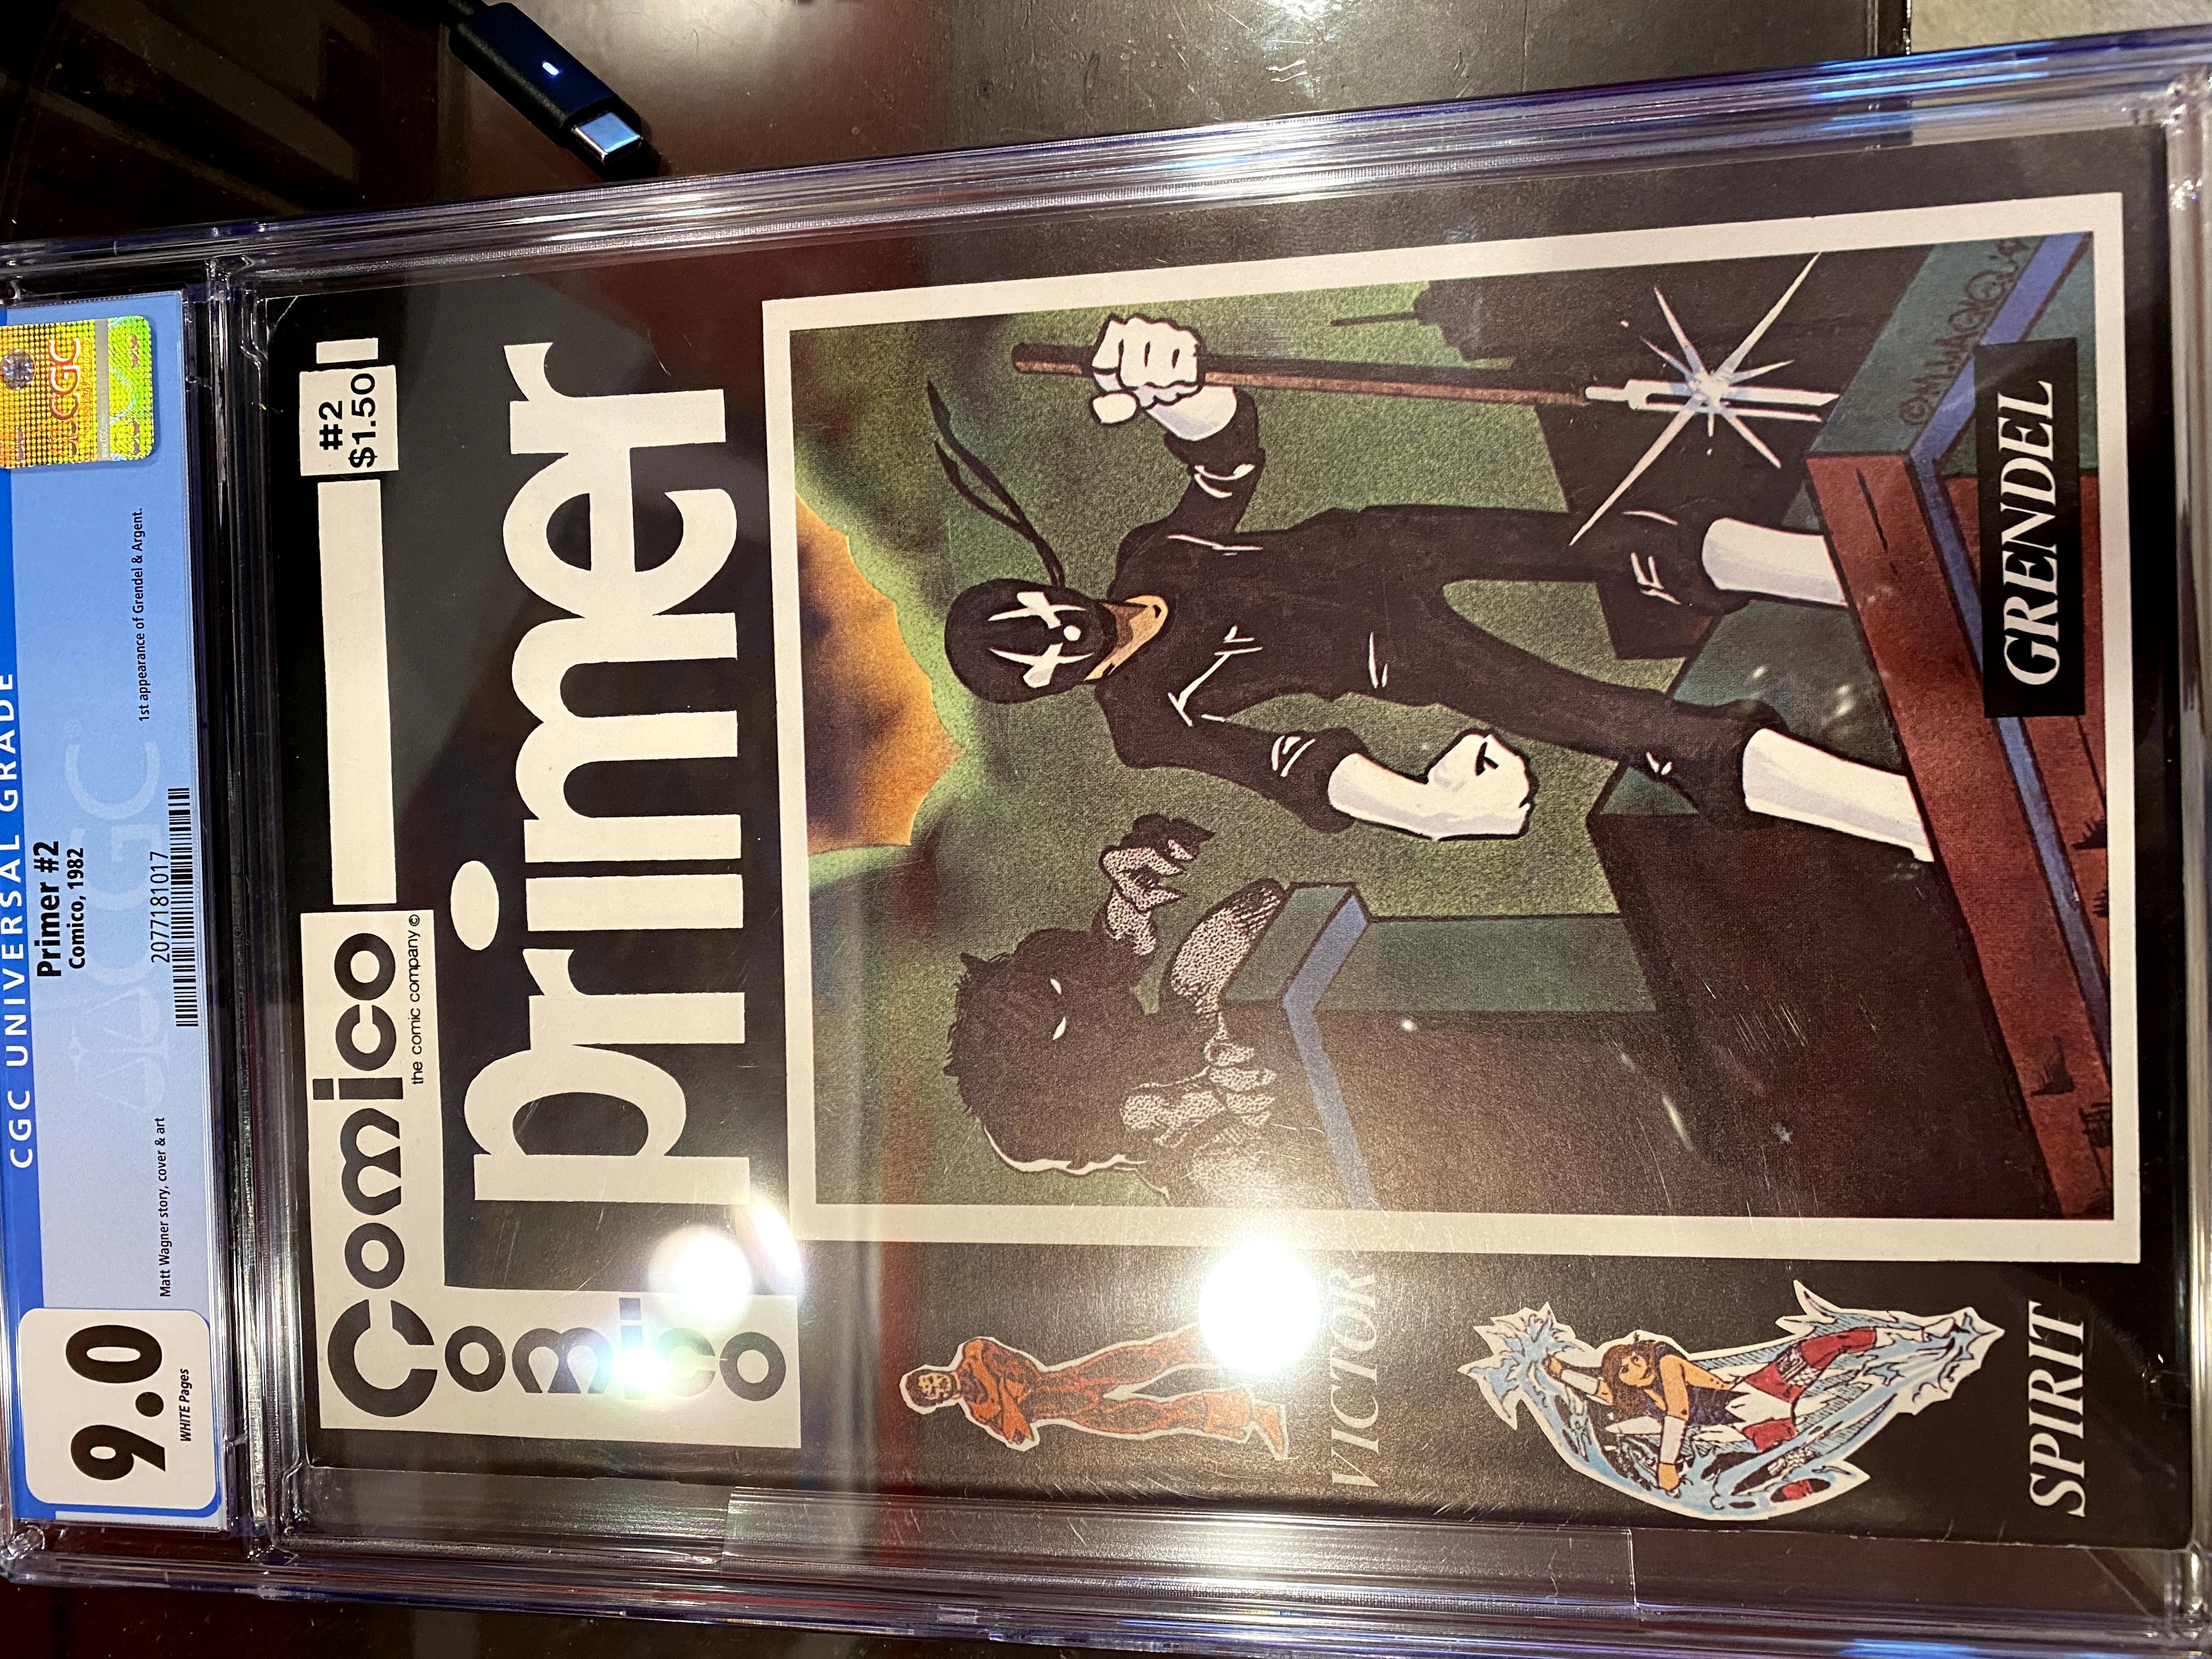 CGC UNIVERSAL GRADE
9.0
WHITE Pages
Primer #2
Comico, 1982
Matt Wagner story, cover & art
2077181017
1st appearance of Grendel & Argent.
CGC
Comico
the comic company ©
Comico
#2
$1.50
Primer
VICTOR
SPIRIT
GRENDEL